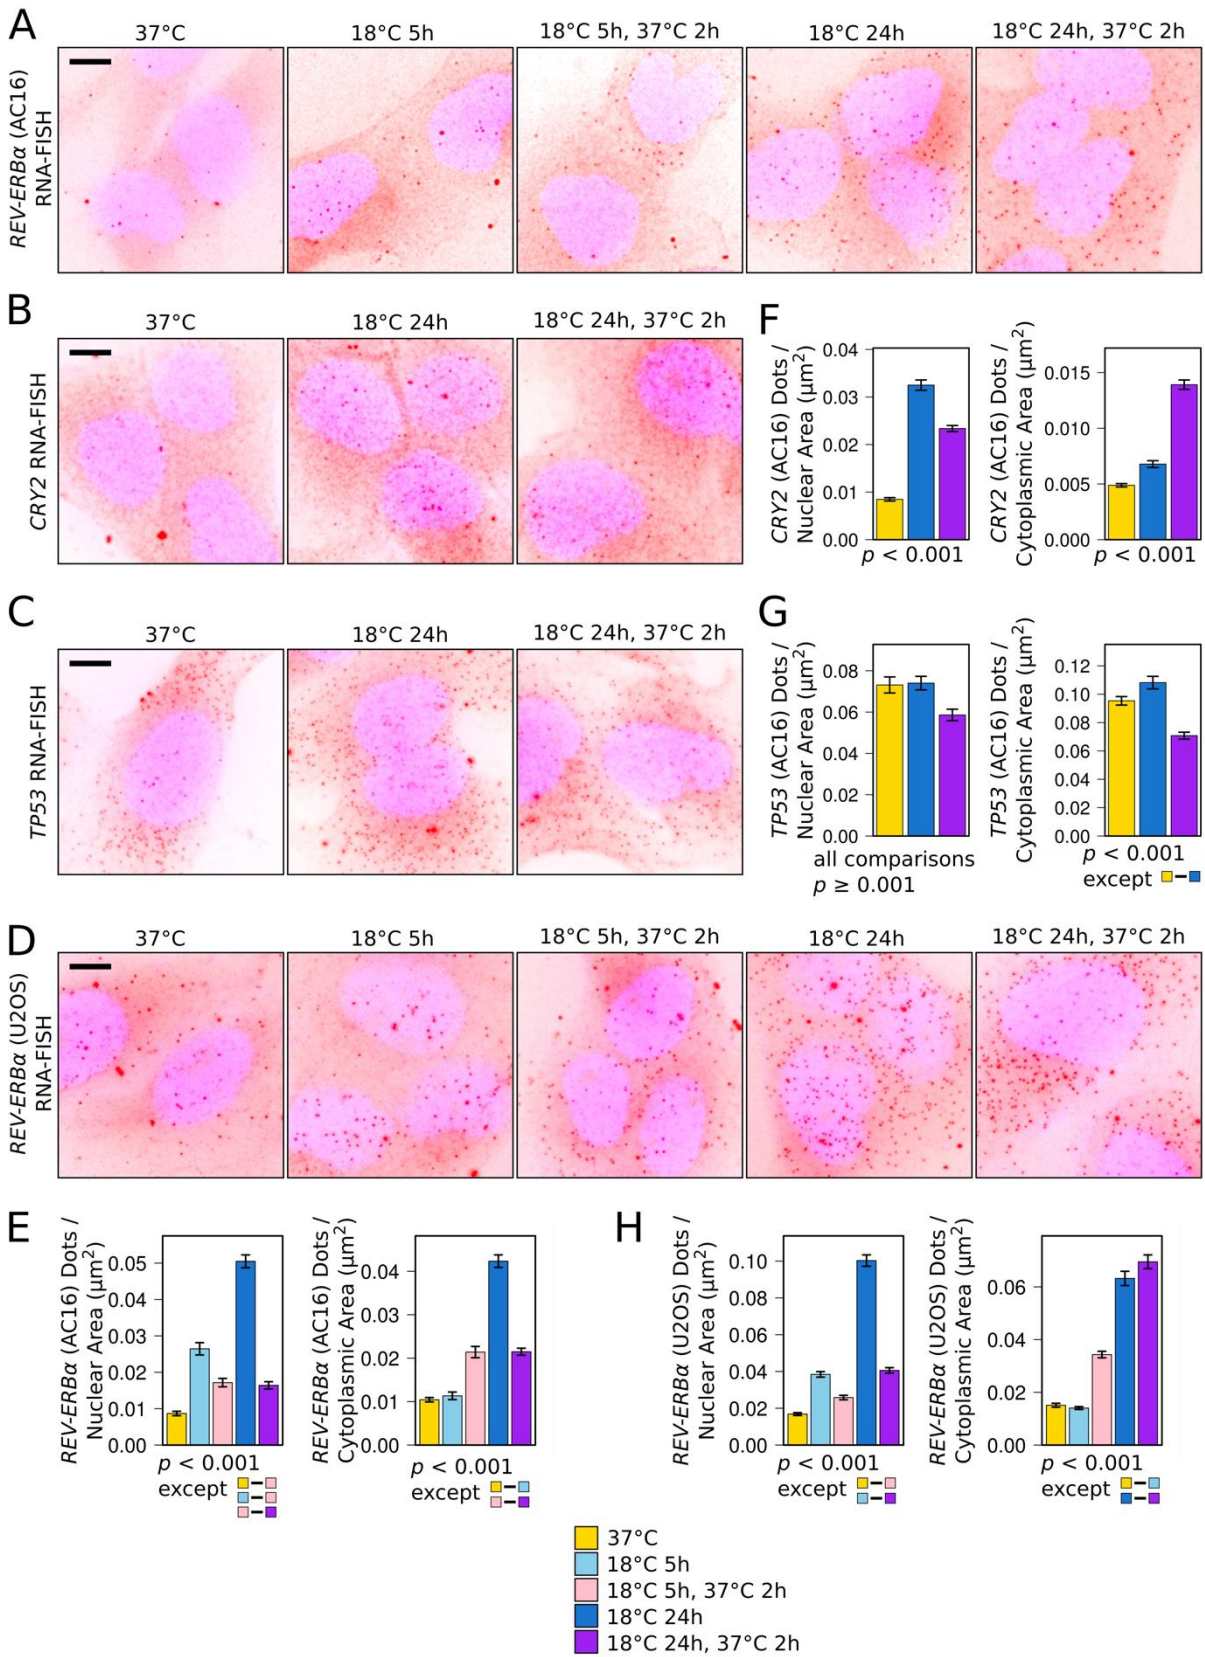 A
37°C
18°C 5h
18°C 5h, 37°C 2h
18°C 24h
18°C 24h, 37°C 2h
REV-ERBα (AC16)
RNA-FISH
B
37°C
18°C 24h
18°C 24h, 37°C 2h
CRY2 RNA-FISH
F
CRY2 (AC16) Dots /
Nuclear Area (μm²)
0.04
0.03
0.02
0.01
0.00
p < 0.001
CRY2 (AC16) Dots /
Cytoplasmic Area (μm²)
0.015
0.010
0.005
0.000
p < 0.001
C
37°C
18°C 24h
18°C 24h, 37°C 2h
TP53 RNA-FISH
G
TP53 (AC16) Dots /
Nuclear Area (μm²)
0.08
0.06
0.04
0.02
0.00
all comparisons
p ≥ 0.001
TP53 (AC16) Dots /
Cytoplasmic Area (μm²)
0.12
0.10
0.08
0.06
0.04
0.02
0.00
p < 0.001
except
D
37°C
18°C 5h
18°C 5h, 37°C 2h
18°C 24h
18°C 24h, 37°C 2h
REV-ERBα (U2OS)
RNA-FISH
E
REV-ERBα (AC16) Dots /
Nuclear Area (μm²)
0.05
0.04
0.03
0.02
0.01
0.00
p < 0.001
except
REV-ERBα (AC16) Dots /
Cytoplasmic Area (μm²)
0.04
0.03
0.02
0.01
0.00
p < 0.001
except
H
REV-ERBα (U2OS) Dots /
Nuclear Area (μm²)
0.10
0.08
0.06
0.04
0.02
0.00
p < 0.001
except
REV-ERBα (U2OS) Dots /
Cytoplasmic Area (μm²)
0.06
0.04
0.02
0.00
p < 0.001
except
37°C
18°C 5h
18°C 5h, 37°C 2h
18°C 24h
18°C 24h, 37°C 2h